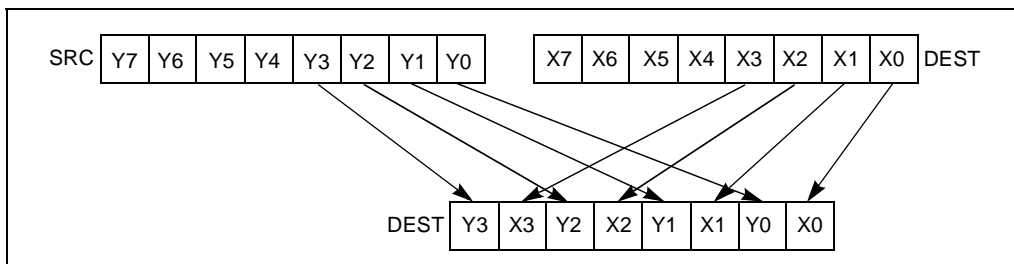 SRC Y7 Y6 Y5 Y4 Y3 Y2 Y1 Y0 X7 X6 X5 X4 X3 X2 X1 X0 DEST
DEST Y3 X3 Y2 X2 Y1 X1 Y0 X0